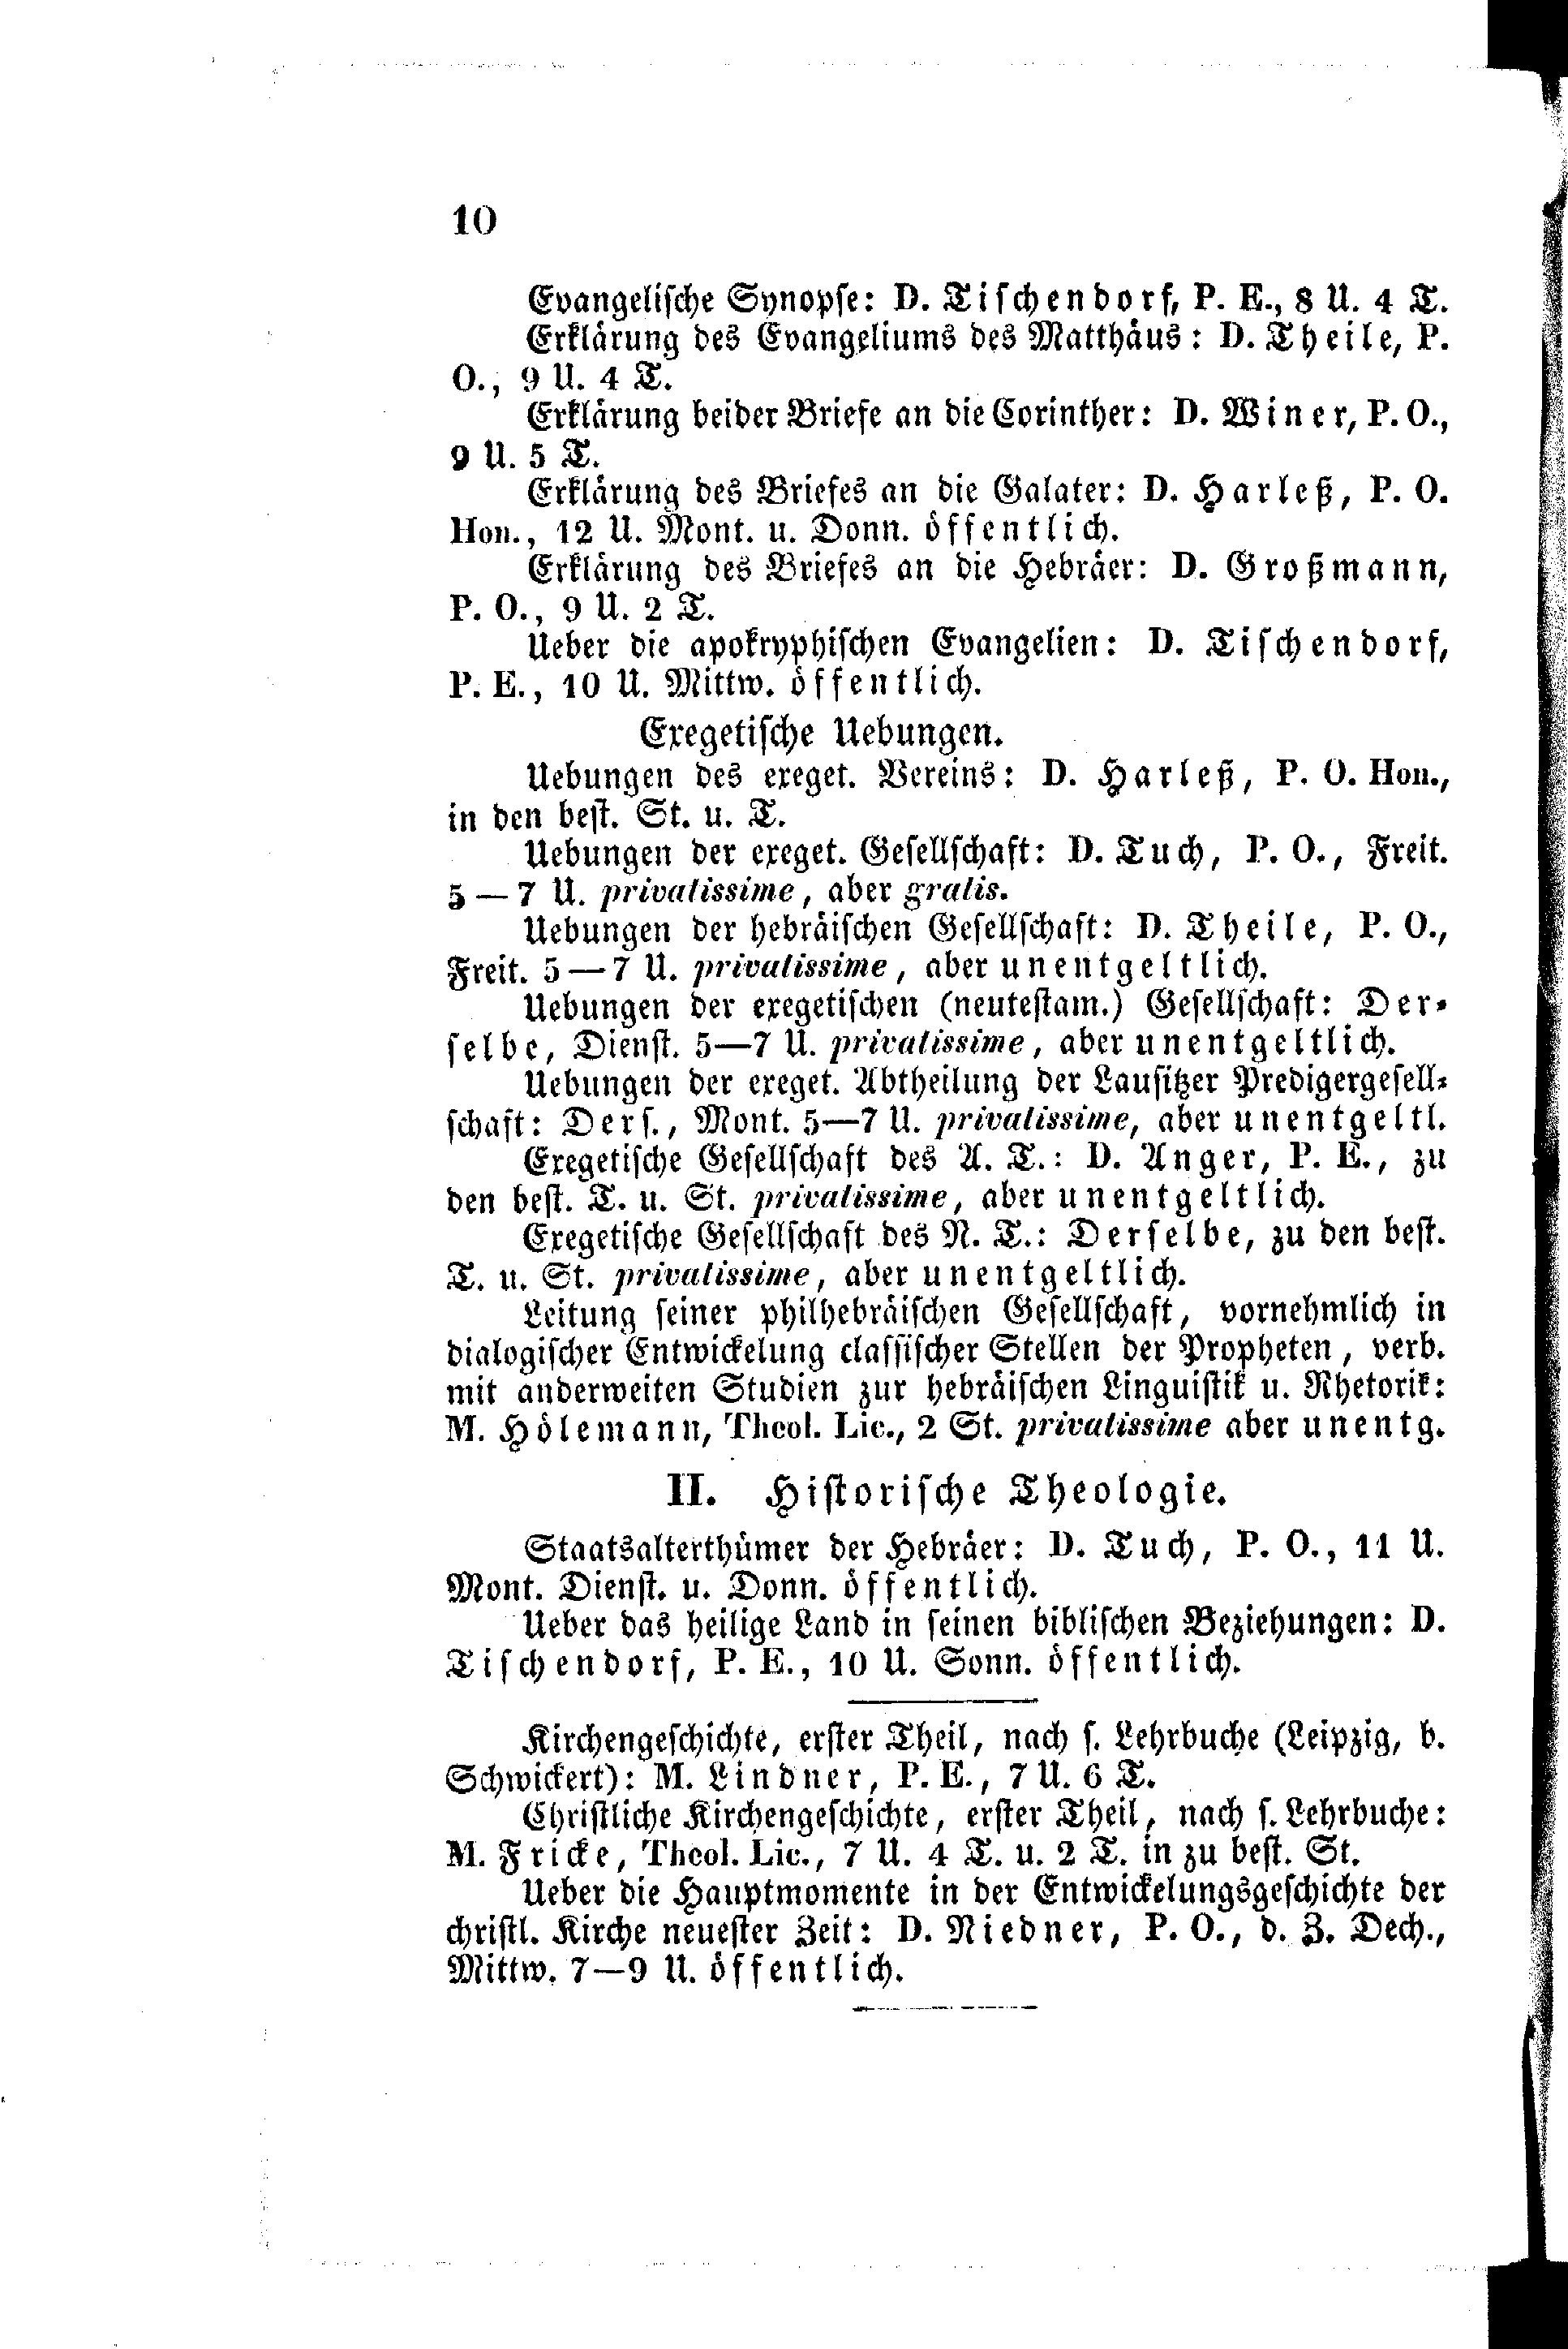 10
Evangelische Synopse: D. Tischendorf, P. E., 8 U. 4 T.
Erklärung des Evangeliums des Matthäus: D. Theile, P.
O., 9 U. 4 T.
Erklärung beider Briefe an die Corinther: D. Winer, P. O.,
9 U. 5 T.
Erklärung des Briefes an die Galater: D. Harleß, P. O.
Hon., 12 U. Mont. u. Donn. öffentlich.
Erklärung des Briefes an die Hebräer: D. Großmann,
P. O., 9 U. 2 T.
Ueber die apokryphischen Evangelien: D. Tischendorf,
P. E., 10 U. Mittw. öffentlich.
Exegetische Uebungen.
Uebungen des exeget. Vereins: D. Harleß, P. O. Hon.,
in den best. St. u. T.
Uebungen der exeget. Gesellschaft: D. Tuch, P. O., Freit.
5—7 U. privatissime, aber gratis.
Uebungen der hebräischen Gesellschaft: D. Theile, P. O.,
Freit. 5—7 U. privatissime, aber unentgeltlich.
Uebungen der exegetischen (neutestam.) Gesellschaft: Der-
selbe, Dienst. 5—7 U. privatissime, aber unentgeltlich.
Uebungen der exeget. Abtheilung der Lausitzer Predigergesell-
schaft: Ders., Mont. 5—7 U. privatissime, aber unentgeltl.
Exegetische Gesellschaft des A. T.: D. Anger, P. E., zu
den best. T. u. St. privatissime, aber unentgeltlich.
Exegetische Gesellschaft des N. T.: Derselbe, zu den best.
T. u. St. privatissime, aber unentgeltlich.
Leitung seiner philhebräischen Gesellschaft, vornehmlich in
dialogischer Entwickelung classischer Stellen der Propheten, verb.
mit anderweiten Studien zur hebräischen Linguistik u. Rhetorik:
M. Hölemann, Theol. Lic., 2 St. privatissime aber unentg.
II. Historische Theologie.
Staatsalterthümer der Hebräer: D. Tuch, P. O., 11 U.
Mont. Dienst. u. Donn. öffentlich.
Ueber das heilige Land in seinen biblischen Beziehungen: D.
Tischendorf, P. E., 10 U. Sonn. öffentlich.
Kirchengeschichte, erster Theil, nach s. Lehrbuche (Leipzig, b.
Schwickert): M. Lindner, P. E., 7 U. 6 T.
Christliche Kirchengeschichte, erster Theil, nach s. Lehrbuche:
M. Fricke, Theol. Lic., 7 U. 4 T. u. 2 T. in zu best. St.
Ueber die Hauptmomente in der Entwickelungsgeschichte der
christl. Kirche neuester Zeit: D. Niedner, P. O., d. Z. Dech.,
Mittw. 7—9 U. öffentlich.